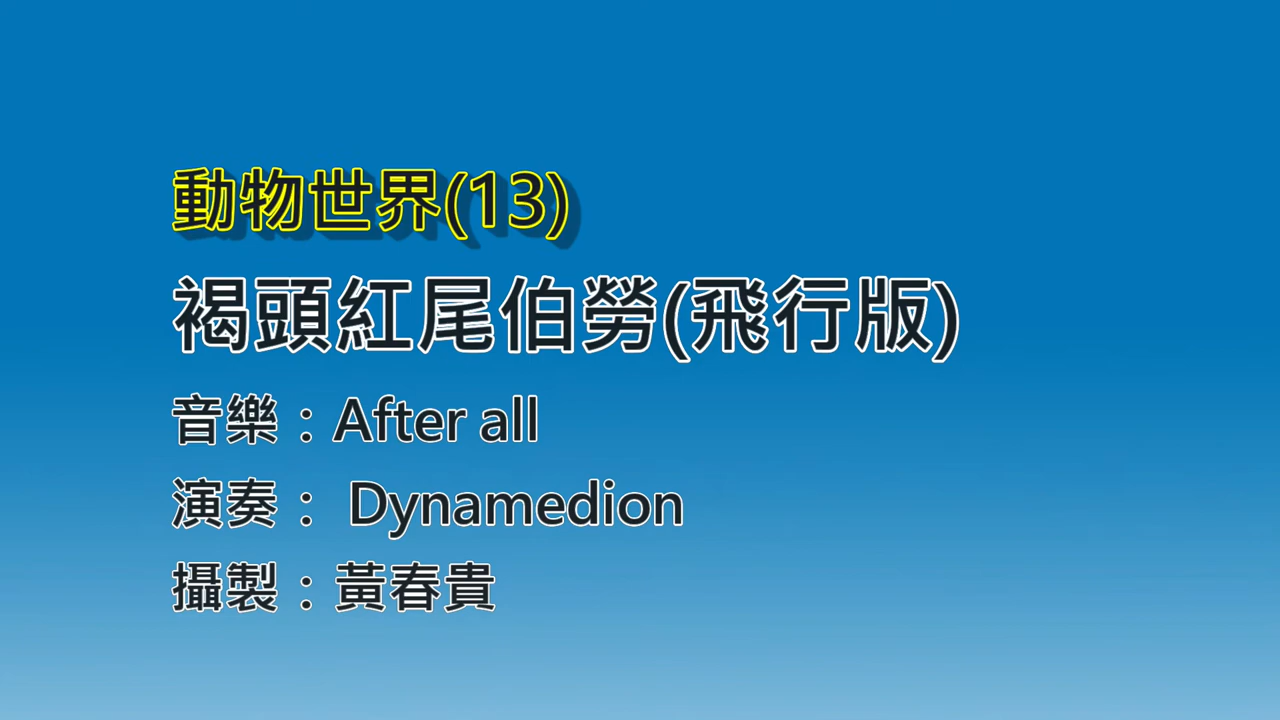 動物世界(13)
褐頭紅尾伯勞(飛行版)
音樂：After all
演奏： Dynamedion
攝製：黃春貴